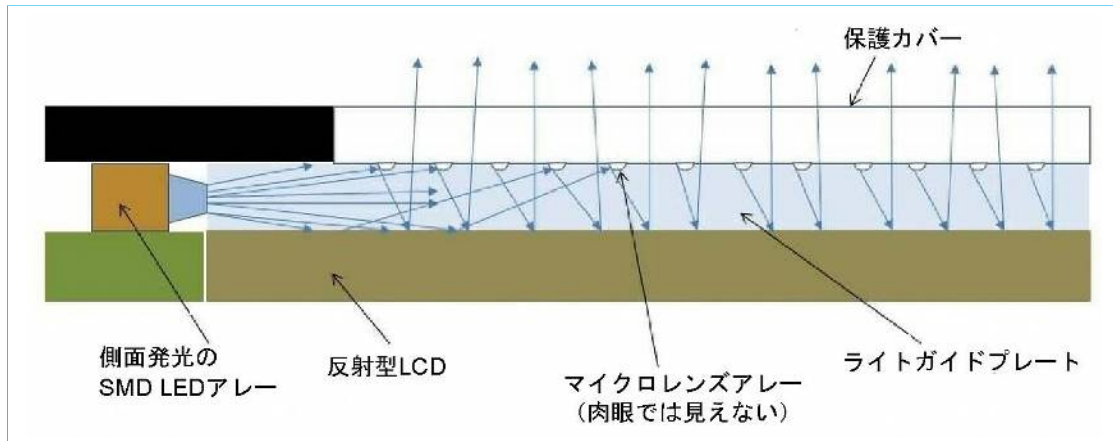 保護カバー
側面発光の
SMD LEDアレー
反射型LCD
マイクロレンズアレー
（肉眼では見えない）
ライトガイドプレート